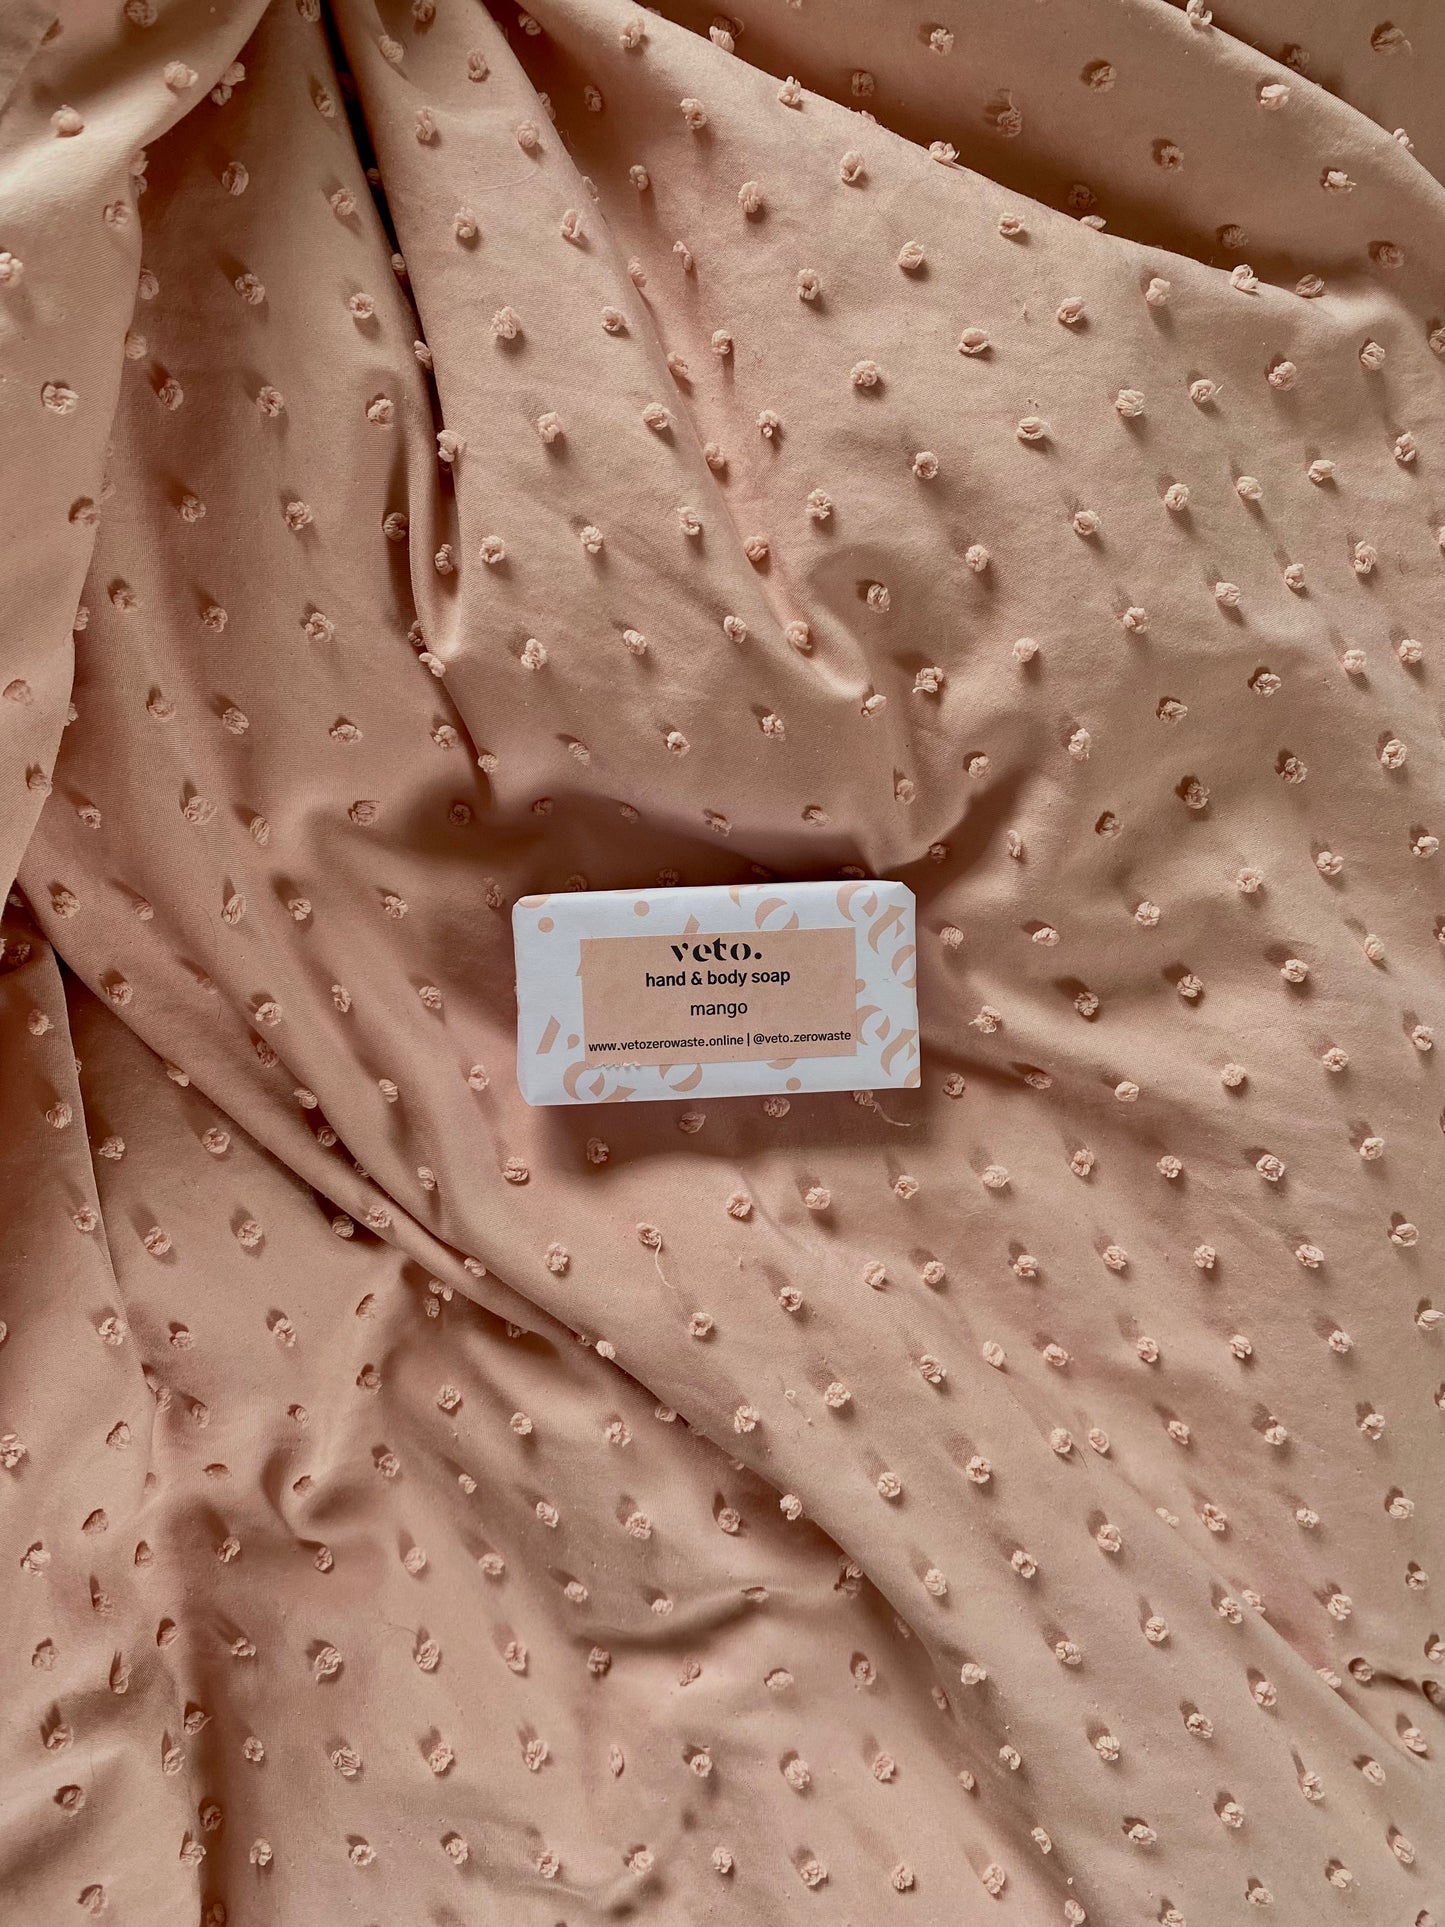 veto.
hand & body soap
mango
www.vetozerowaste.online | @veto.zerowaste